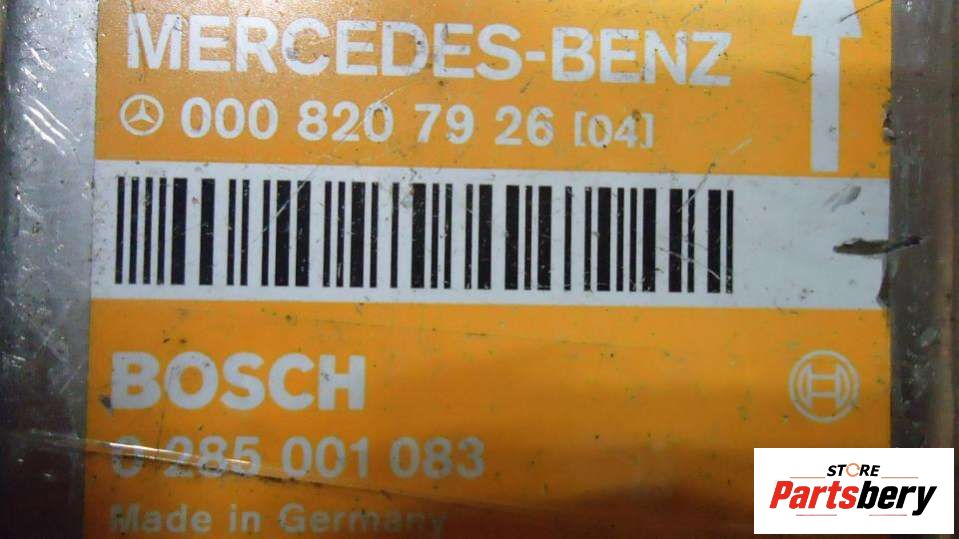 MERCEDES-BENZ
000 820 79 26 [04]
BOSCH
0 285 001 083
Made in Germany
STORE
Partsbery